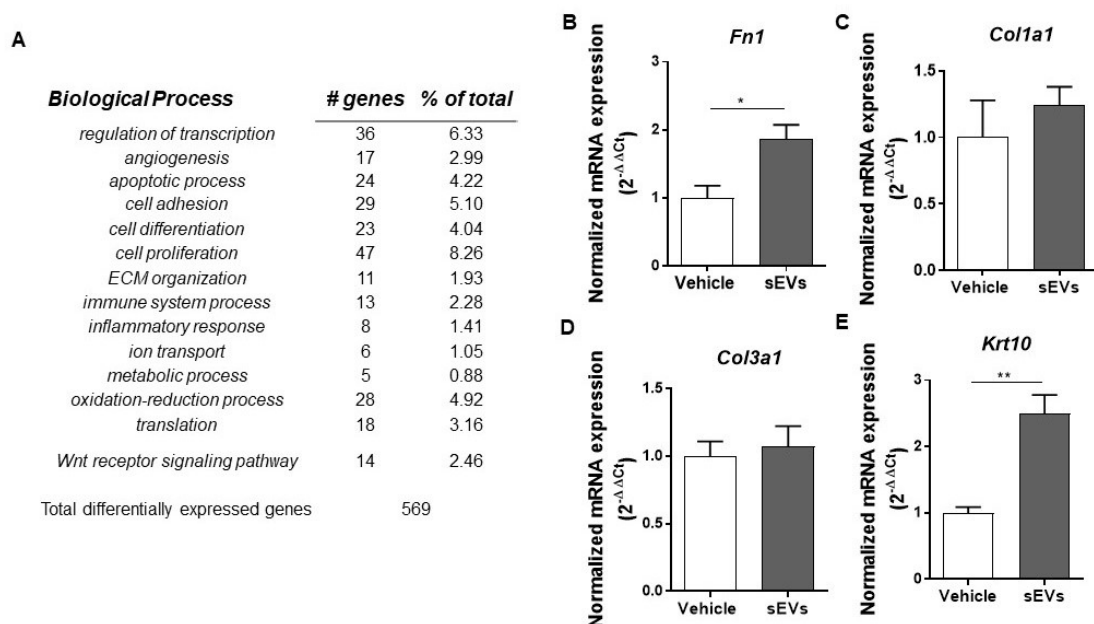 A
Biological Process # genes % of total
regulation of transcription 36 6.33
angiogenesis 17 2.99
apoptotic process 24 4.22
cell adhesion 29 5.10
cell differentiation 23 4.04
cell proliferation 47 8.26
ECM organization 11 1.93
immune system process 13 2.28
inflammatory response 8 1.41
ion transport 6 1.05
metabolic process 5 0.88
oxidation-reduction process 28 4.92
translation 18 3.16
Wnt receptor signaling pathway 14 2.46
Total differentially expressed genes 569
B
Fn1
Normalized mRNA expression
(2^-ΔΔCt)
3
2
1
0
*
Vehicle sEVs
C
Col1a1
Normalized mRNA expression
(2^-ΔΔCt)
1.5
1.0
0.5
0.0
Vehicle sEVs
D
Col3a1
Normalized mRNA expression
(2^-ΔΔCt)
1.5
1.0
0.5
0.0
Vehicle sEVs
E
Krt10
Normalized mRNA expression
(2^-ΔΔCt)
3
2
1
0
**
Vehicle sEVs